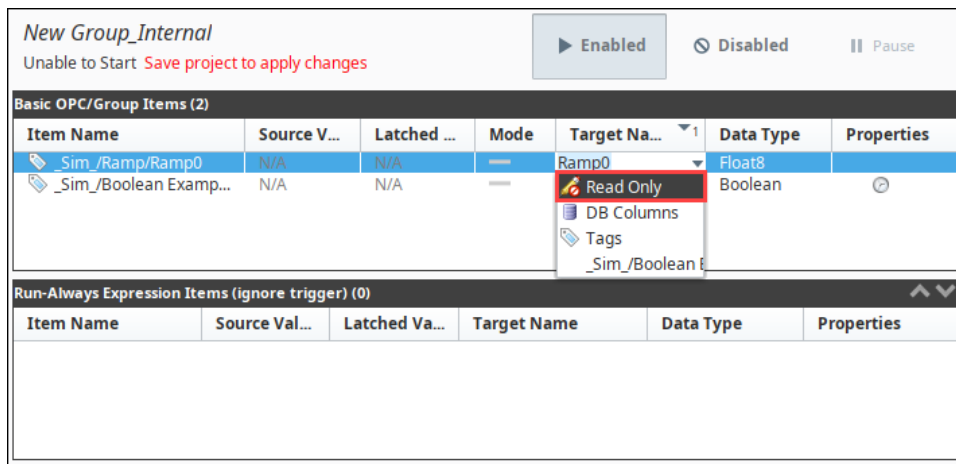 New Group_Internal
Unable to Start Save project to apply changes
Enabled
Disabled
Pause
Basic OPC/Group Items (2)
Item Name Source V... Latched ... Mode Target Na... 1 Data Type Properties
_Sim_/Ramp/Ramp0 N/A N/A Ramp0 Float8
_Sim_/Boolean Examp... N/A N/A Boolean
Read Only
DB Columns
Tags
_Sim_/Boolean E
Run-Always Expression Items (ignore trigger) (0)
Item Name Source Val... Latched Va... Target Name Data Type Properties